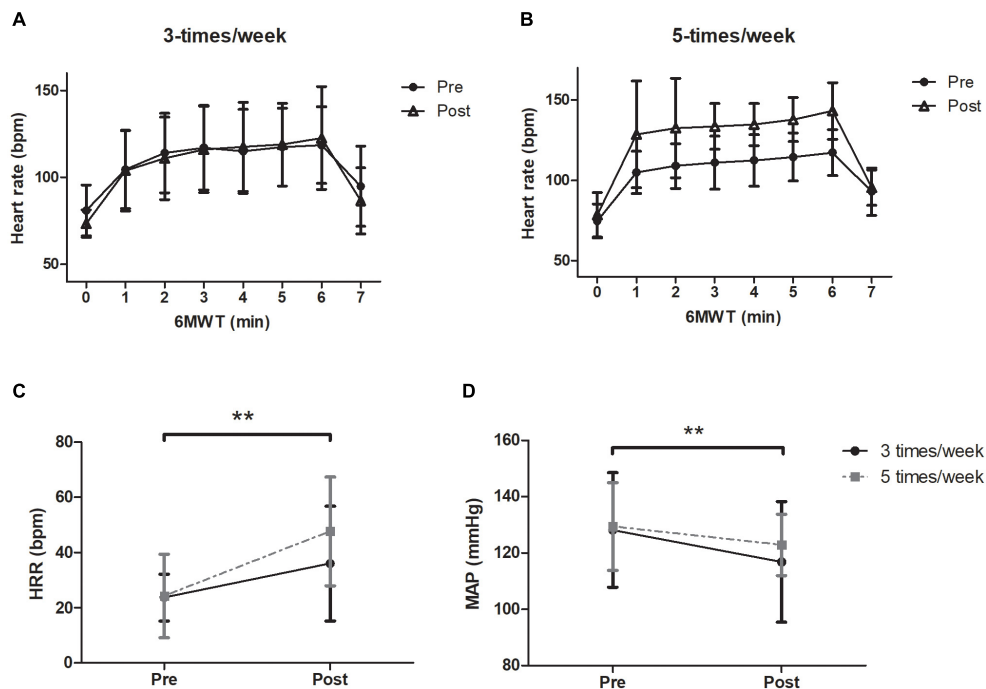 A
3-times/week
Heart rate (bpm)
150
100
50
0 1 2 3 4 5 6 7
6MWT (min)
Pre
Post
B
5-times/week
Heart rate (bpm)
150
100
50
0 1 2 3 4 5 6 7
6MWT (min)
Pre
Post
C
**
HRR (bpm)
80
60
40
20
0
Pre Post
D
**
MAP (mmHg)
160
140
120
100
80
Pre Post
3 times/week
5 times/week